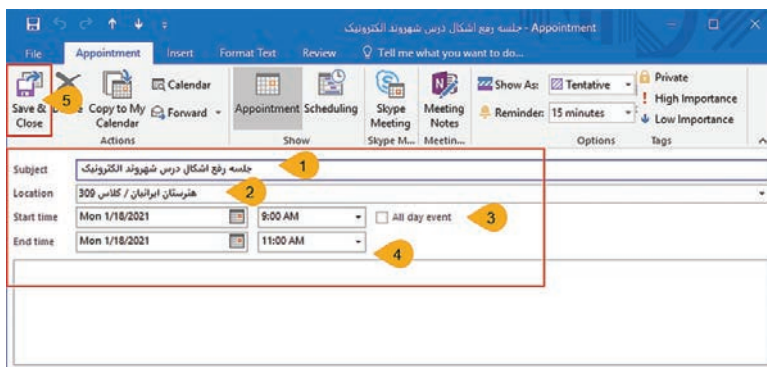 جلسه رفع اشکال درس شهروند الکترونیک - Appointment
File Appointment Insert Format Text Review Tell me what you want to do...
Save & Close
5
Copy to My Calendar
Calendar
Forward
Actions
Appointment Scheduling
Show
Skype Meeting
Skype M...
Meeting Notes
Meetin...
Show As: Tentative
Reminder: 15 minutes
Options
Private
High Importance
Low Importance
Tags
Subject جلسه رفع اشکال درس شهروند الکترونیک 1
Location هنرستان ایرانیان / کلاس 309 2
Start time Mon 1/18/2021 9:00 AM All day event 3
End time Mon 1/18/2021 11:00 AM 4